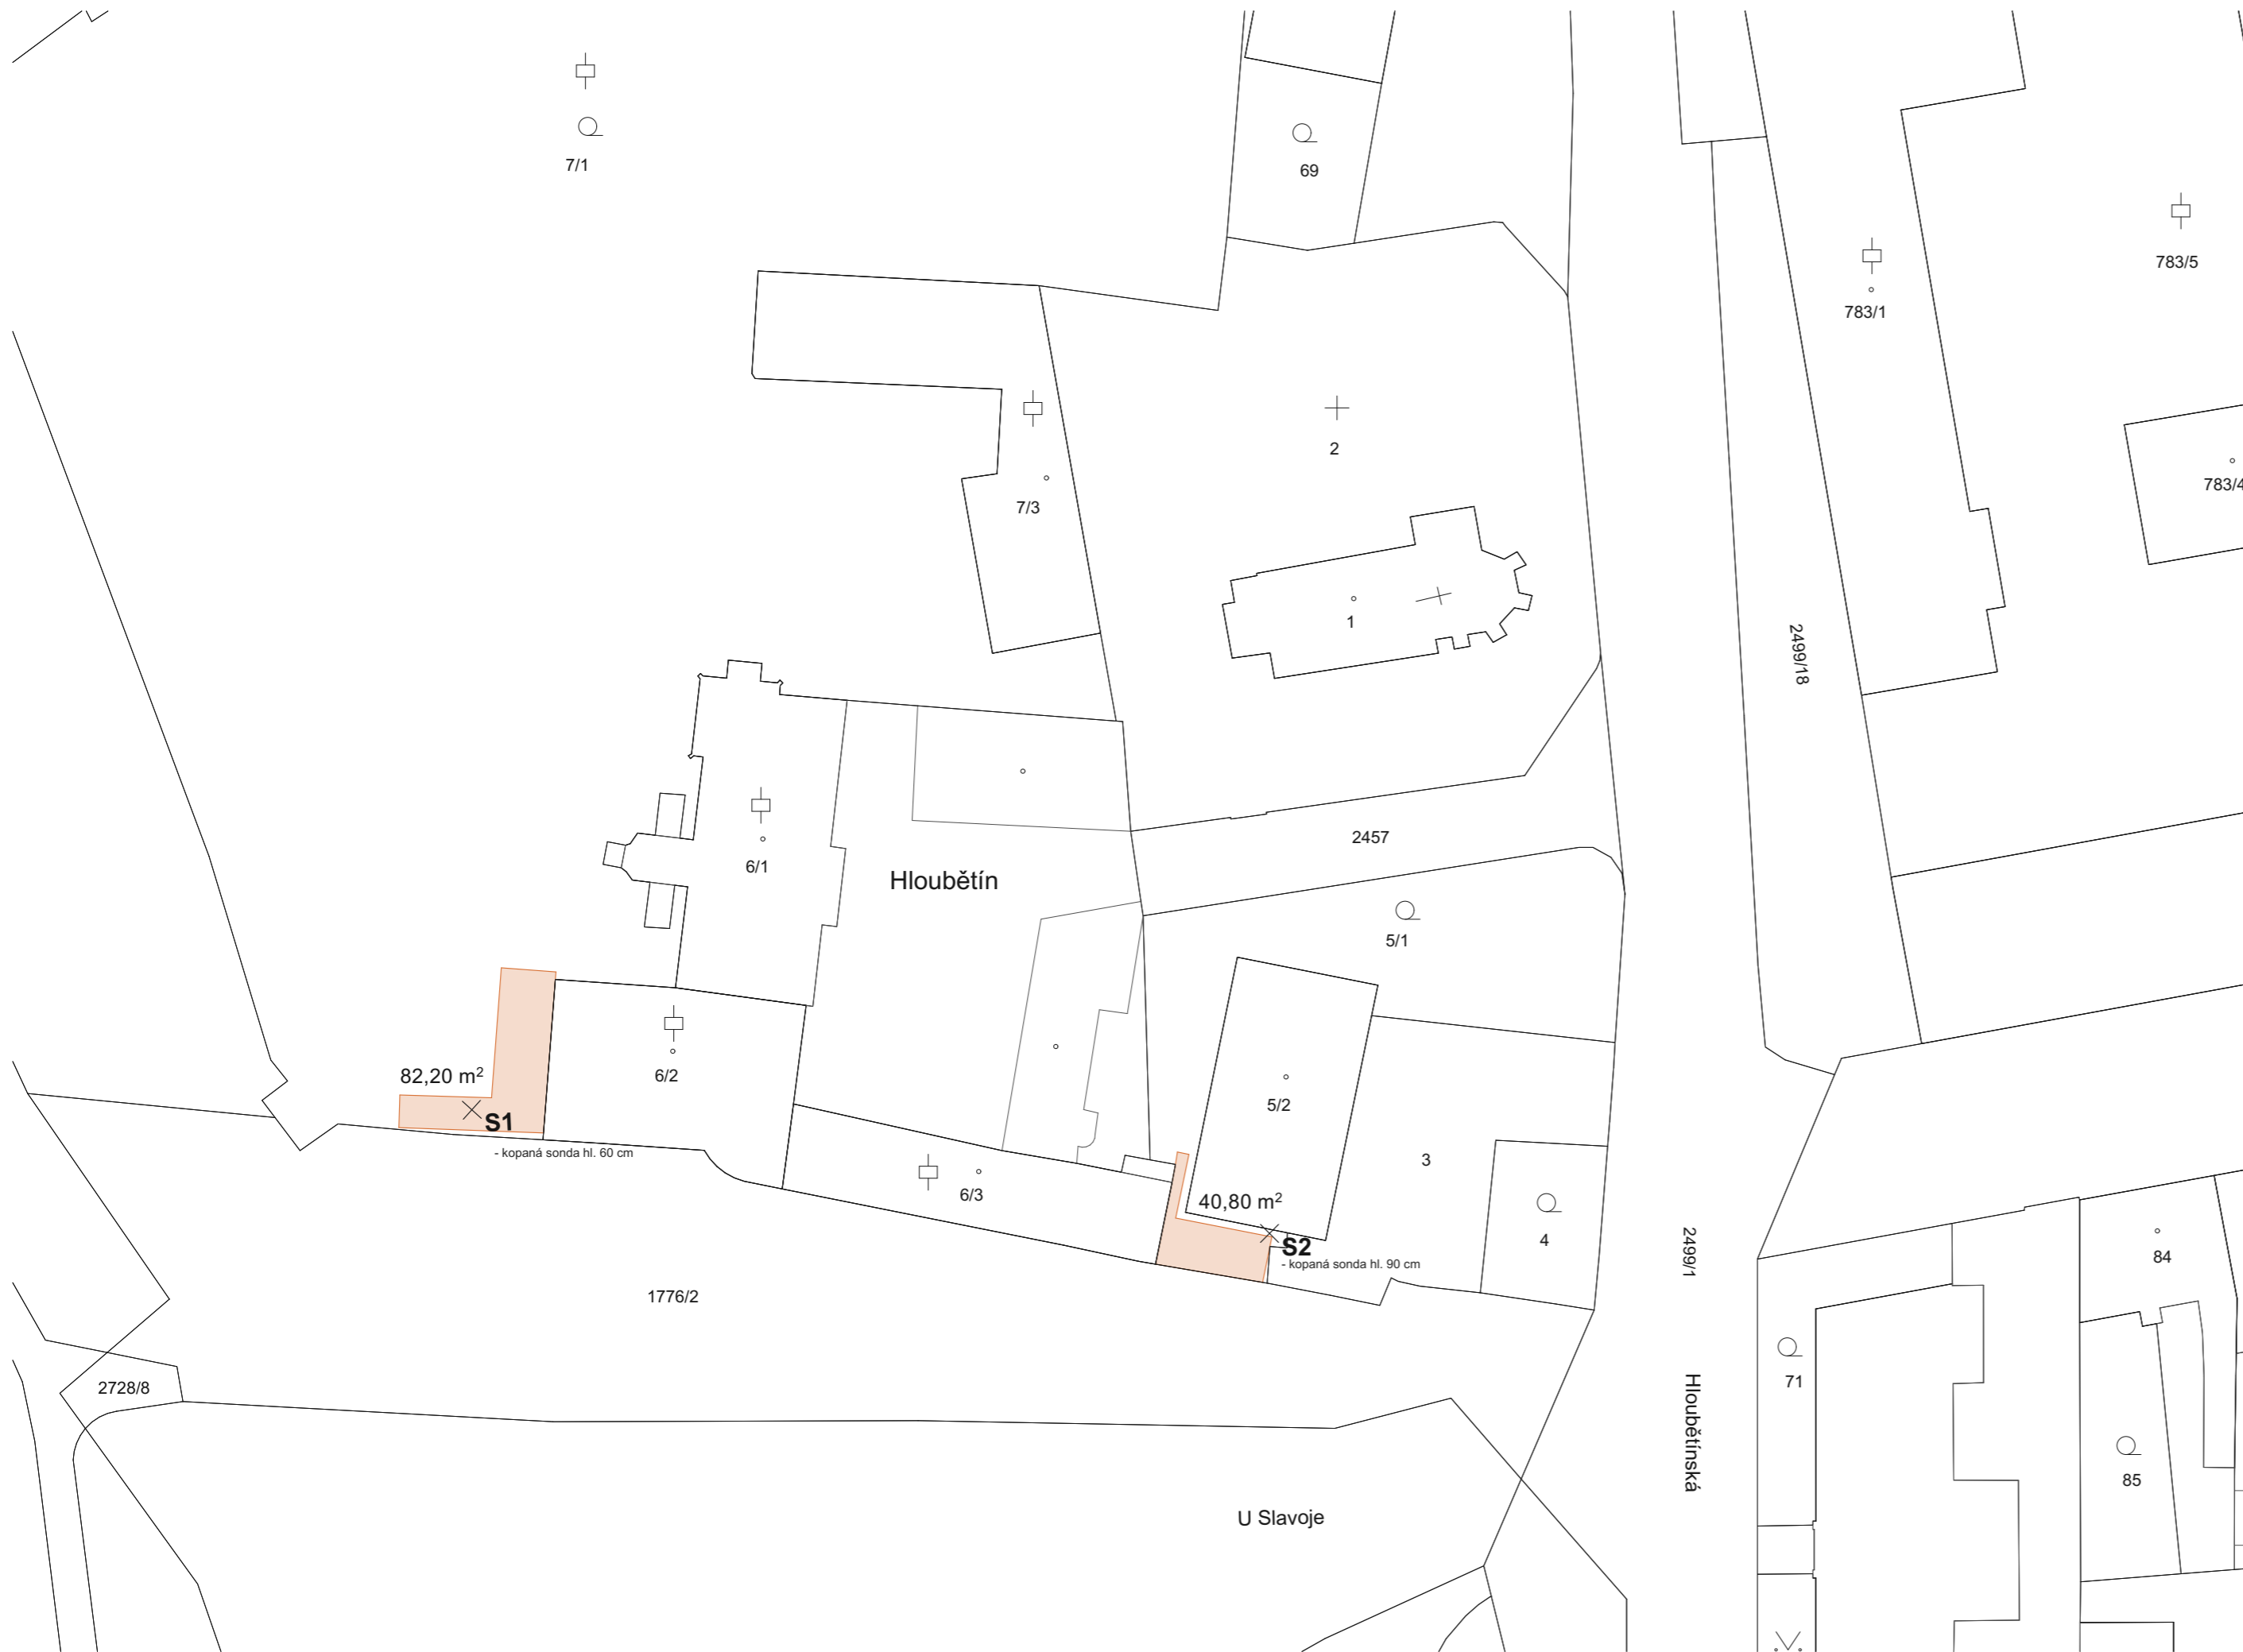 7/1
69
783/5
783/1
2
783/4
7/3
1
2499/18
2457
6/1
Hloubětín
5/1
82,20 m²
6/2
5/2
S1
- kopaná sonda hl. 60 cm
3
6/3
40,80 m²
4
S2
- kopaná sonda hl. 90 cm
2499/1
84
1776/2
71
2728/8
Hloubětínská
85
U Slavoje